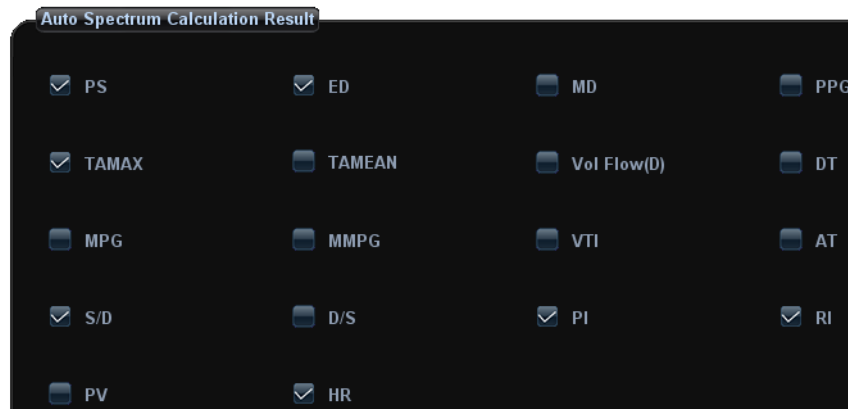 Auto Spectrum Calculation Result
PS ED MD PPG
TAMAX TAMEAN Vol Flow(D) DT
MPG MMPG VTI AT
S/D D/S PI RI
PV HR